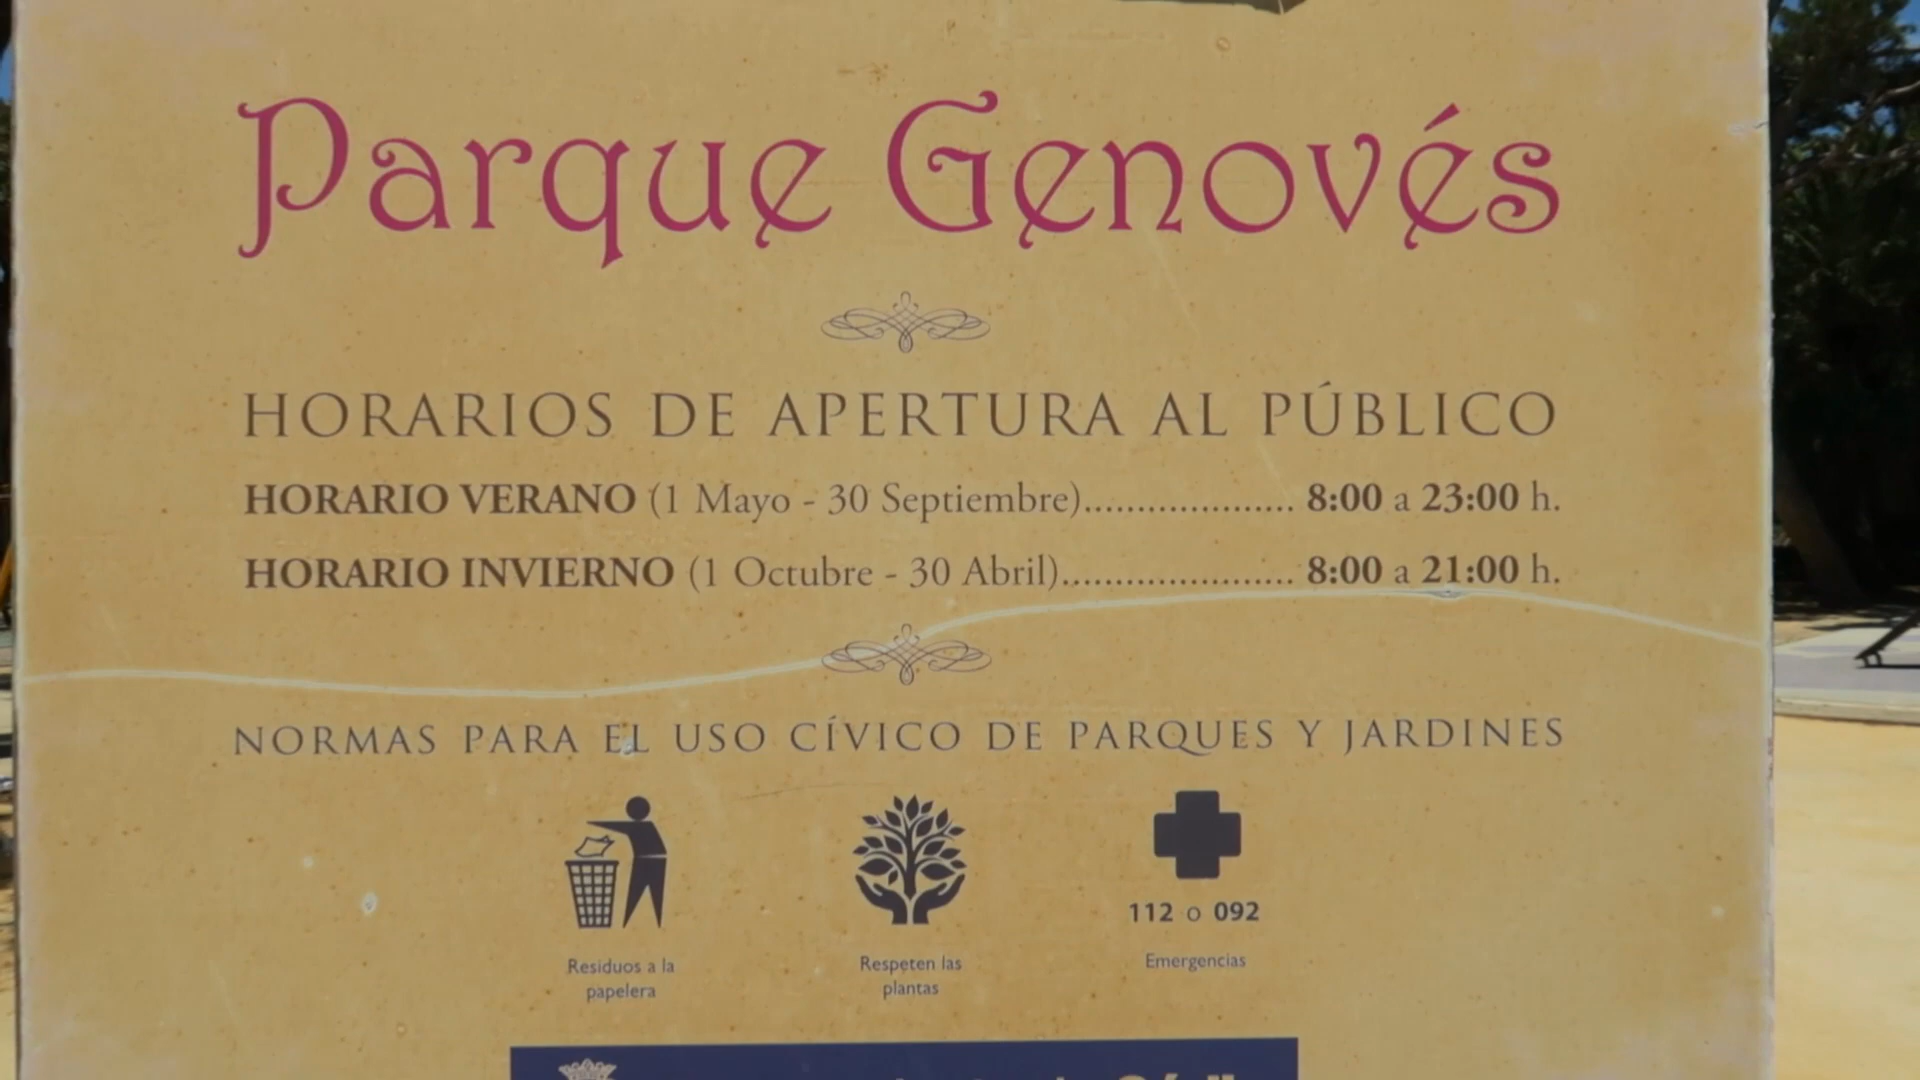 Parque Genovés
HORARIOS DE APERTURA AL PÚBLICO
HORARIO VERANO (1 Mayo - 30 Septiembre).................... 8:00 a 23:00 h.
HORARIO INVIERNO (1 Octubre - 30 Abril)...................... 8:00 a 21:00 h.
NORMAS PARA EL USO CÍVICO DE PARQUES Y JARDINES
Residuos a la
papelera
Respeten las
plantas
112 o 092
Emergencias